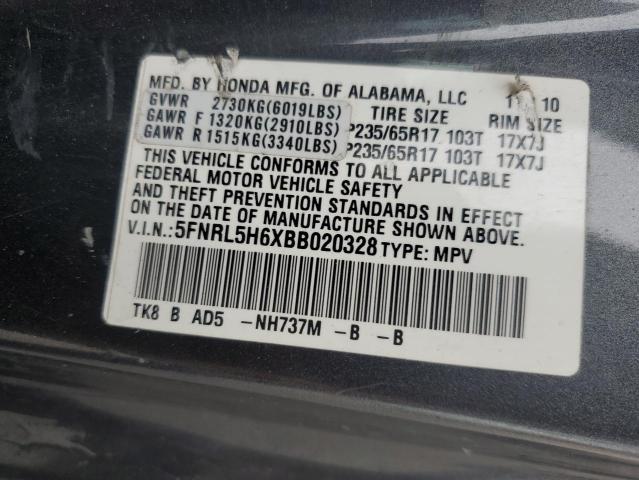 MFD. BY HONDA MFG. OF ALABAMA, LLC 11 10
GVWR 2730KG(6019LBS) TIRE SIZE RIM SIZE
GAWR F 1320KG(2910LBS) P235/65R17 103T 17X7J
GAWR R 1515KG(3340LBS) P235/65R17 103T 17X7J
THIS VEHICLE CONFORMS TO ALL APPLICABLE
FEDERAL MOTOR VEHICLE SAFETY
AND THEFT PREVENTION STANDARDS IN EFFECT
ON THE DATE OF MANUFACTURE SHOWN ABOVE.
V.I.N.:5FNRL5H6XBB020328 TYPE: MPV
TK8 B AD5 -NH737M -B -B